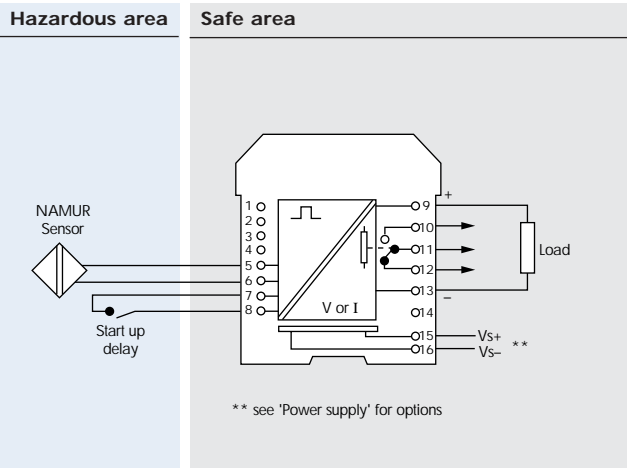 Hazardous area
Safe area
NAMUR
Sensor
Start up
delay
1
2
3
4
5
6
7
8
V or I
9
10
11
12
13
14
15
16
+
–
Load
Vs+
Vs–
**
** see 'Power supply' for options